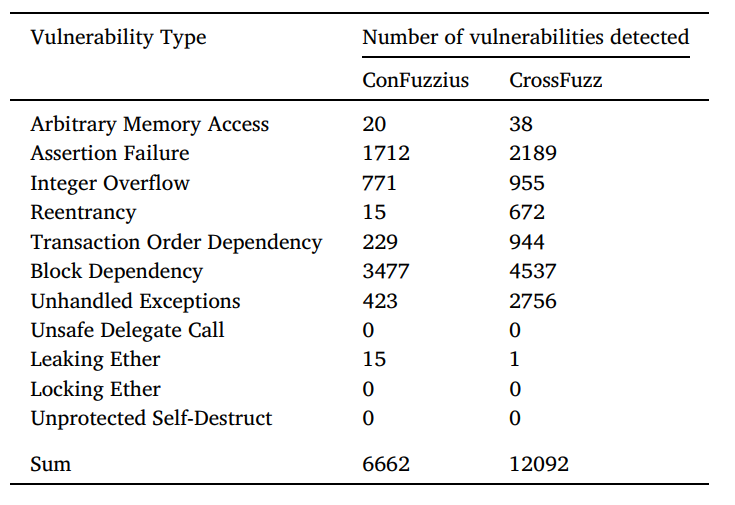 Vulnerability Type Number of vulnerabilities detected
ConFuzzius CrossFuzz
Arbitrary Memory Access 20 38
Assertion Failure 1712 2189
Integer Overflow 771 955
Reentrancy 15 672
Transaction Order Dependency 229 944
Block Dependency 3477 4537
Unhandled Exceptions 423 2756
Unsafe Delegate Call 0 0
Leaking Ether 15 1
Locking Ether 0 0
Unprotected Self-Destruct 0 0
Sum 6662 12092